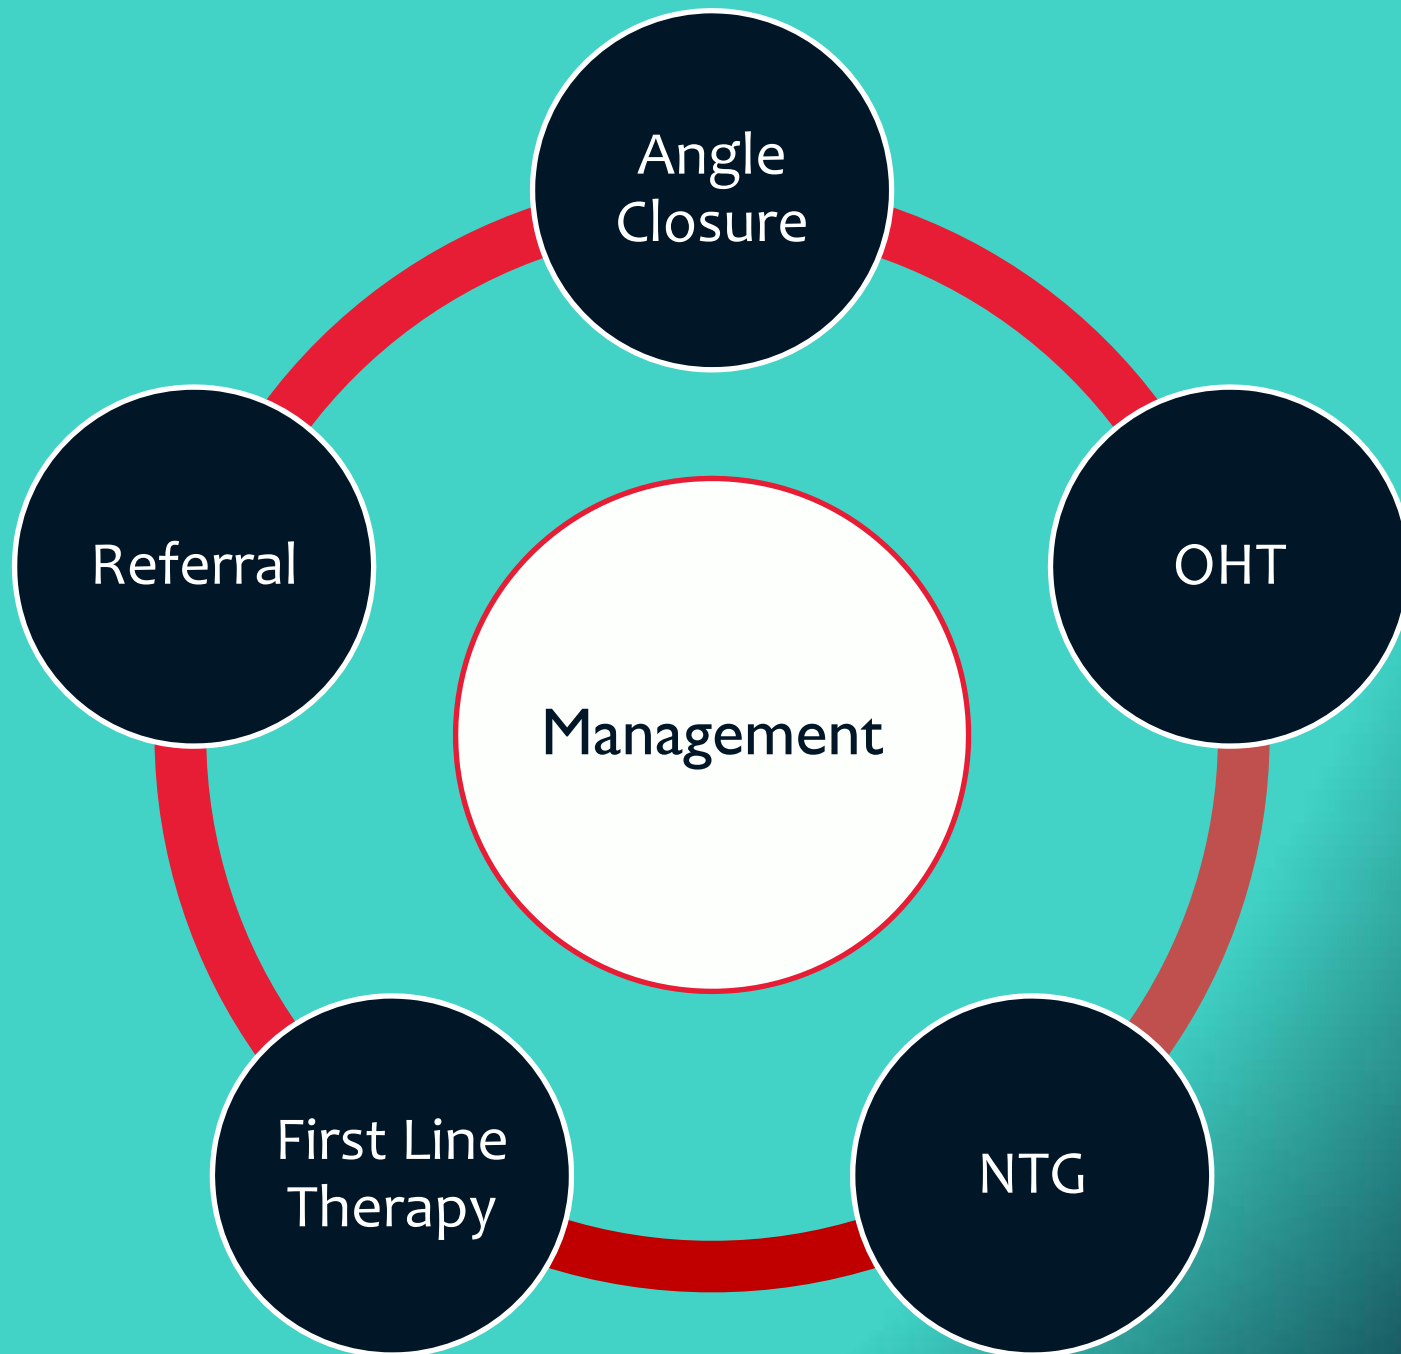 Angle
Closure
Referral
OHT
Management
First Line
Therapy
NTG